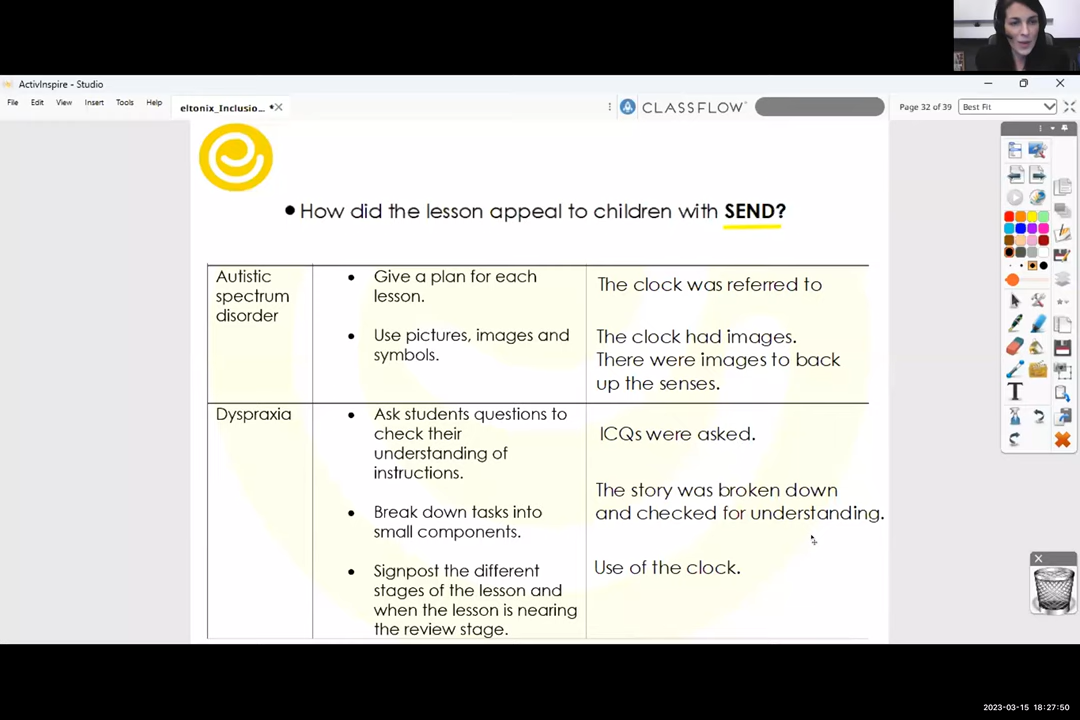 ActivInspire - Studio
File Edit View Insert Tools Help
eltonix_Inclusio... *
CLASSFLOW
Page 32 of 39
Best Fit
• How did the lesson appeal to children with SEND?
Autistic
spectrum
disorder
• Give a plan for each
lesson.
• Use pictures, images and
symbols.
The clock was referred to
The clock had images.
There were images to back
up the senses.
Dyspraxia
• Ask students questions to
check their
understanding of
instructions.
• Break down tasks into
small components.
• Signpost the different
stages of the lesson and
when the lesson is nearing
the review stage.
ICQs were asked.
The story was broken down
and checked for understanding.
Use of the clock.
2023-03-15 18:27:50